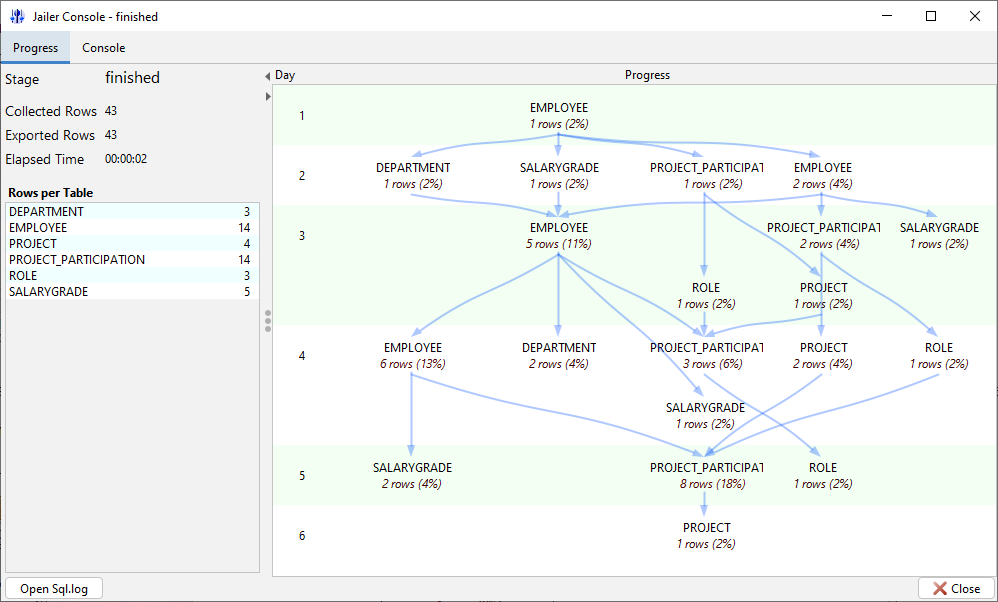 Jailer Console - finished
Progress Console
Stage finished
Collected Rows 43
Exported Rows 43
Elapsed Time 00:00:02
Rows per Table
DEPARTMENT 3
EMPLOYEE 14
PROJECT 4
PROJECT_PARTICIPATION 14
ROLE 3
SALARYGRADE 5
Open Sql.log
Day Progress
1
EMPLOYEE
1 rows (2%)
2
DEPARTMENT SALARYGRADE PROJECT_PARTICIPAT EMPLOYEE
1 rows (2%) 1 rows (2%) 1 rows (2%) 2 rows (4%)
3
EMPLOYEE PROJECT_PARTICIPAT SALARYGRADE
5 rows (11%) 2 rows (4%) 1 rows (2%)
ROLE PROJECT
1 rows (2%) 1 rows (2%)
4
EMPLOYEE DEPARTMENT PROJECT_PARTICIPAT PROJECT ROLE
6 rows (13%) 2 rows (4%) 3 rows (6%) 2 rows (4%) 1 rows (2%)
SALARYGRADE
1 rows (2%)
5
SALARYGRADE PROJECT_PARTICIPAT ROLE
2 rows (4%) 8 rows (18%) 1 rows (2%)
6
PROJECT
1 rows (2%)
Close